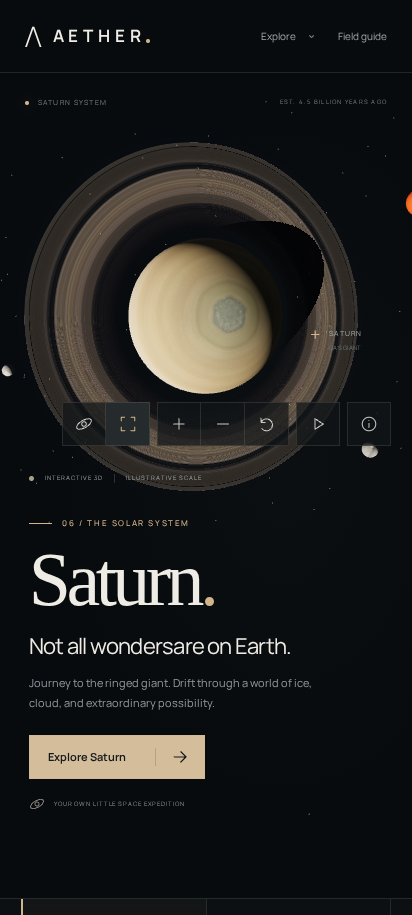 AETHER.
Explore
Field guide
SATURN SYSTEM
EST. 4.5 BILLION YEARS AGO
SATURN
GAS GIANT
INTERACTIVE 3D
ILLUSTRATIVE SCALE
06 / THE SOLAR SYSTEM
Saturn.
Not all wondersare on Earth.
Journey to the ringed giant. Drift through a world of ice,
cloud, and extraordinary possibility.
Explore Saturn
YOUR OWN LITTLE SPACE EXPEDITION